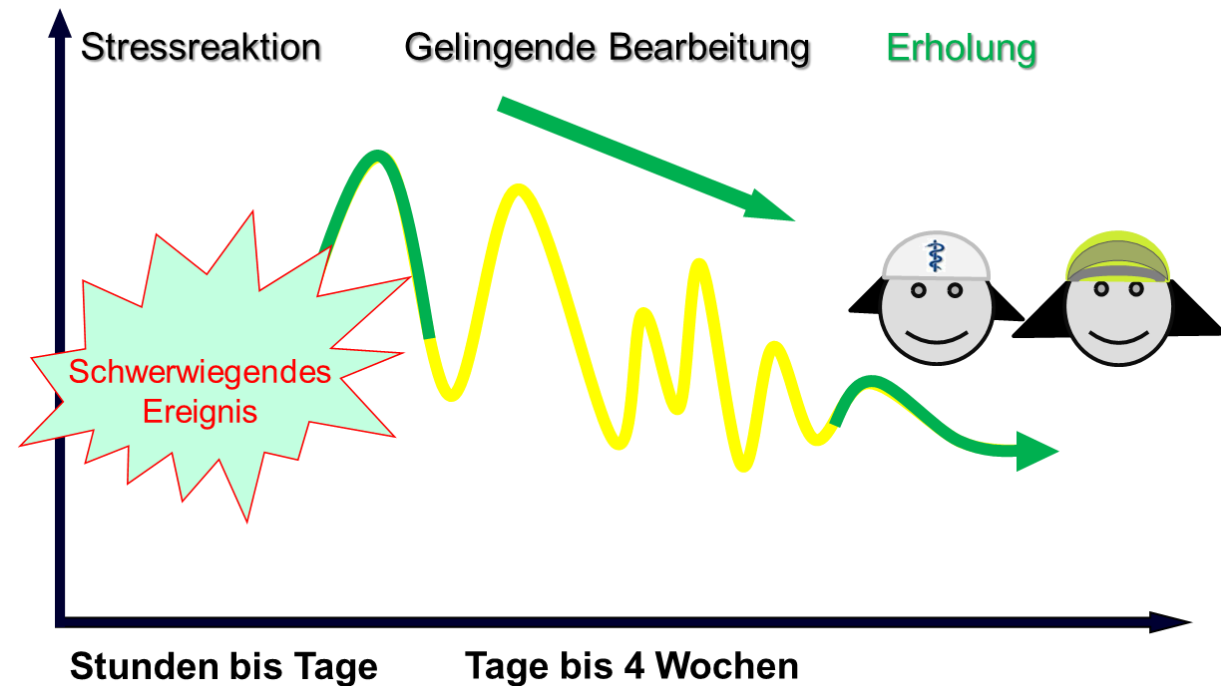 Stressreaktion
Gelingende Bearbeitung
Erholung
Schwerwiegendes
Ereignis
Stunden bis Tage
Tage bis 4 Wochen